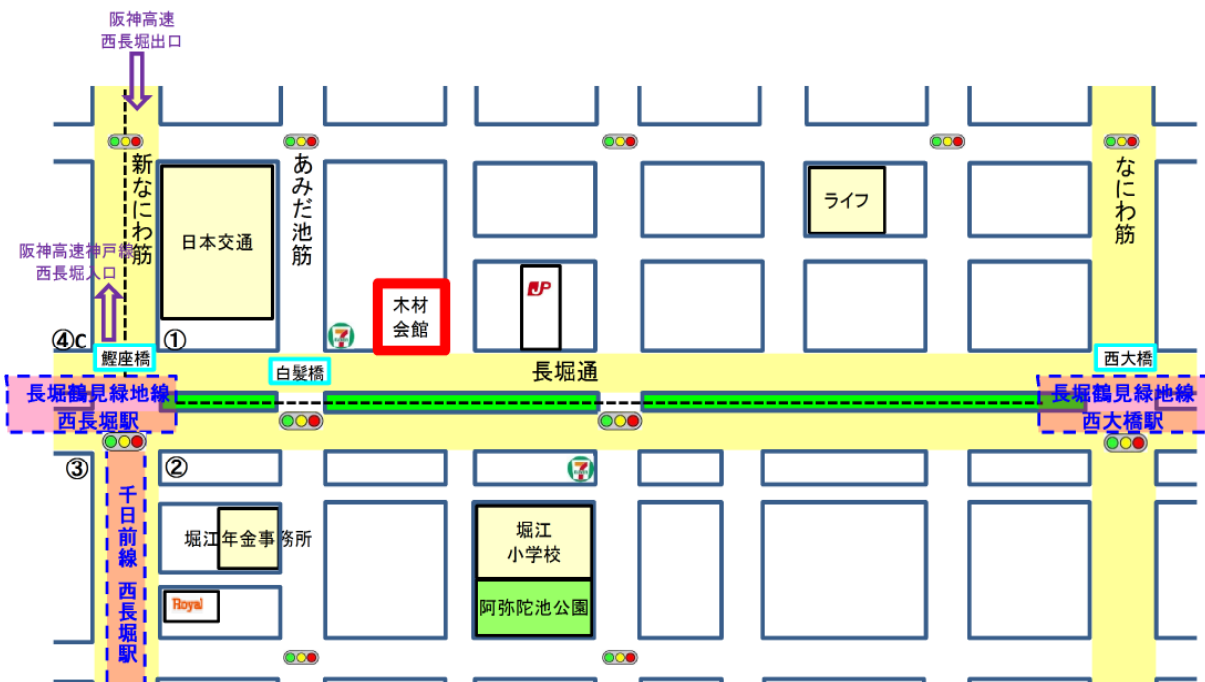 阪神高速
西長堀出口
新なにわ筋
あみだ池筋
なにわ筋
日本交通
ライフ
阪神高速神戸線
西長堀入口
JP
木材
会館
7
④C
①
鰹座橋
白髪橋
長堀通
西大橋
長堀鶴見緑地線
西長堀駅
長堀鶴見緑地線
西大橋駅
③
②
7
千日前線 西長堀駅
堀江年金事務所
堀江
小学校
Royal
阿弥陀池公園